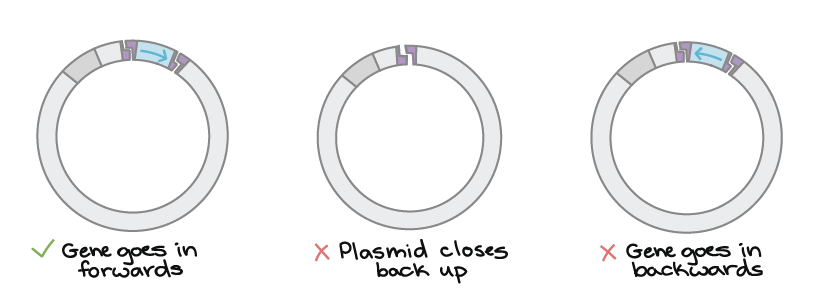 ✓ Gene goes in
forwards
✗ Plasmid closes
back up
✗ Gene goes in
backwards